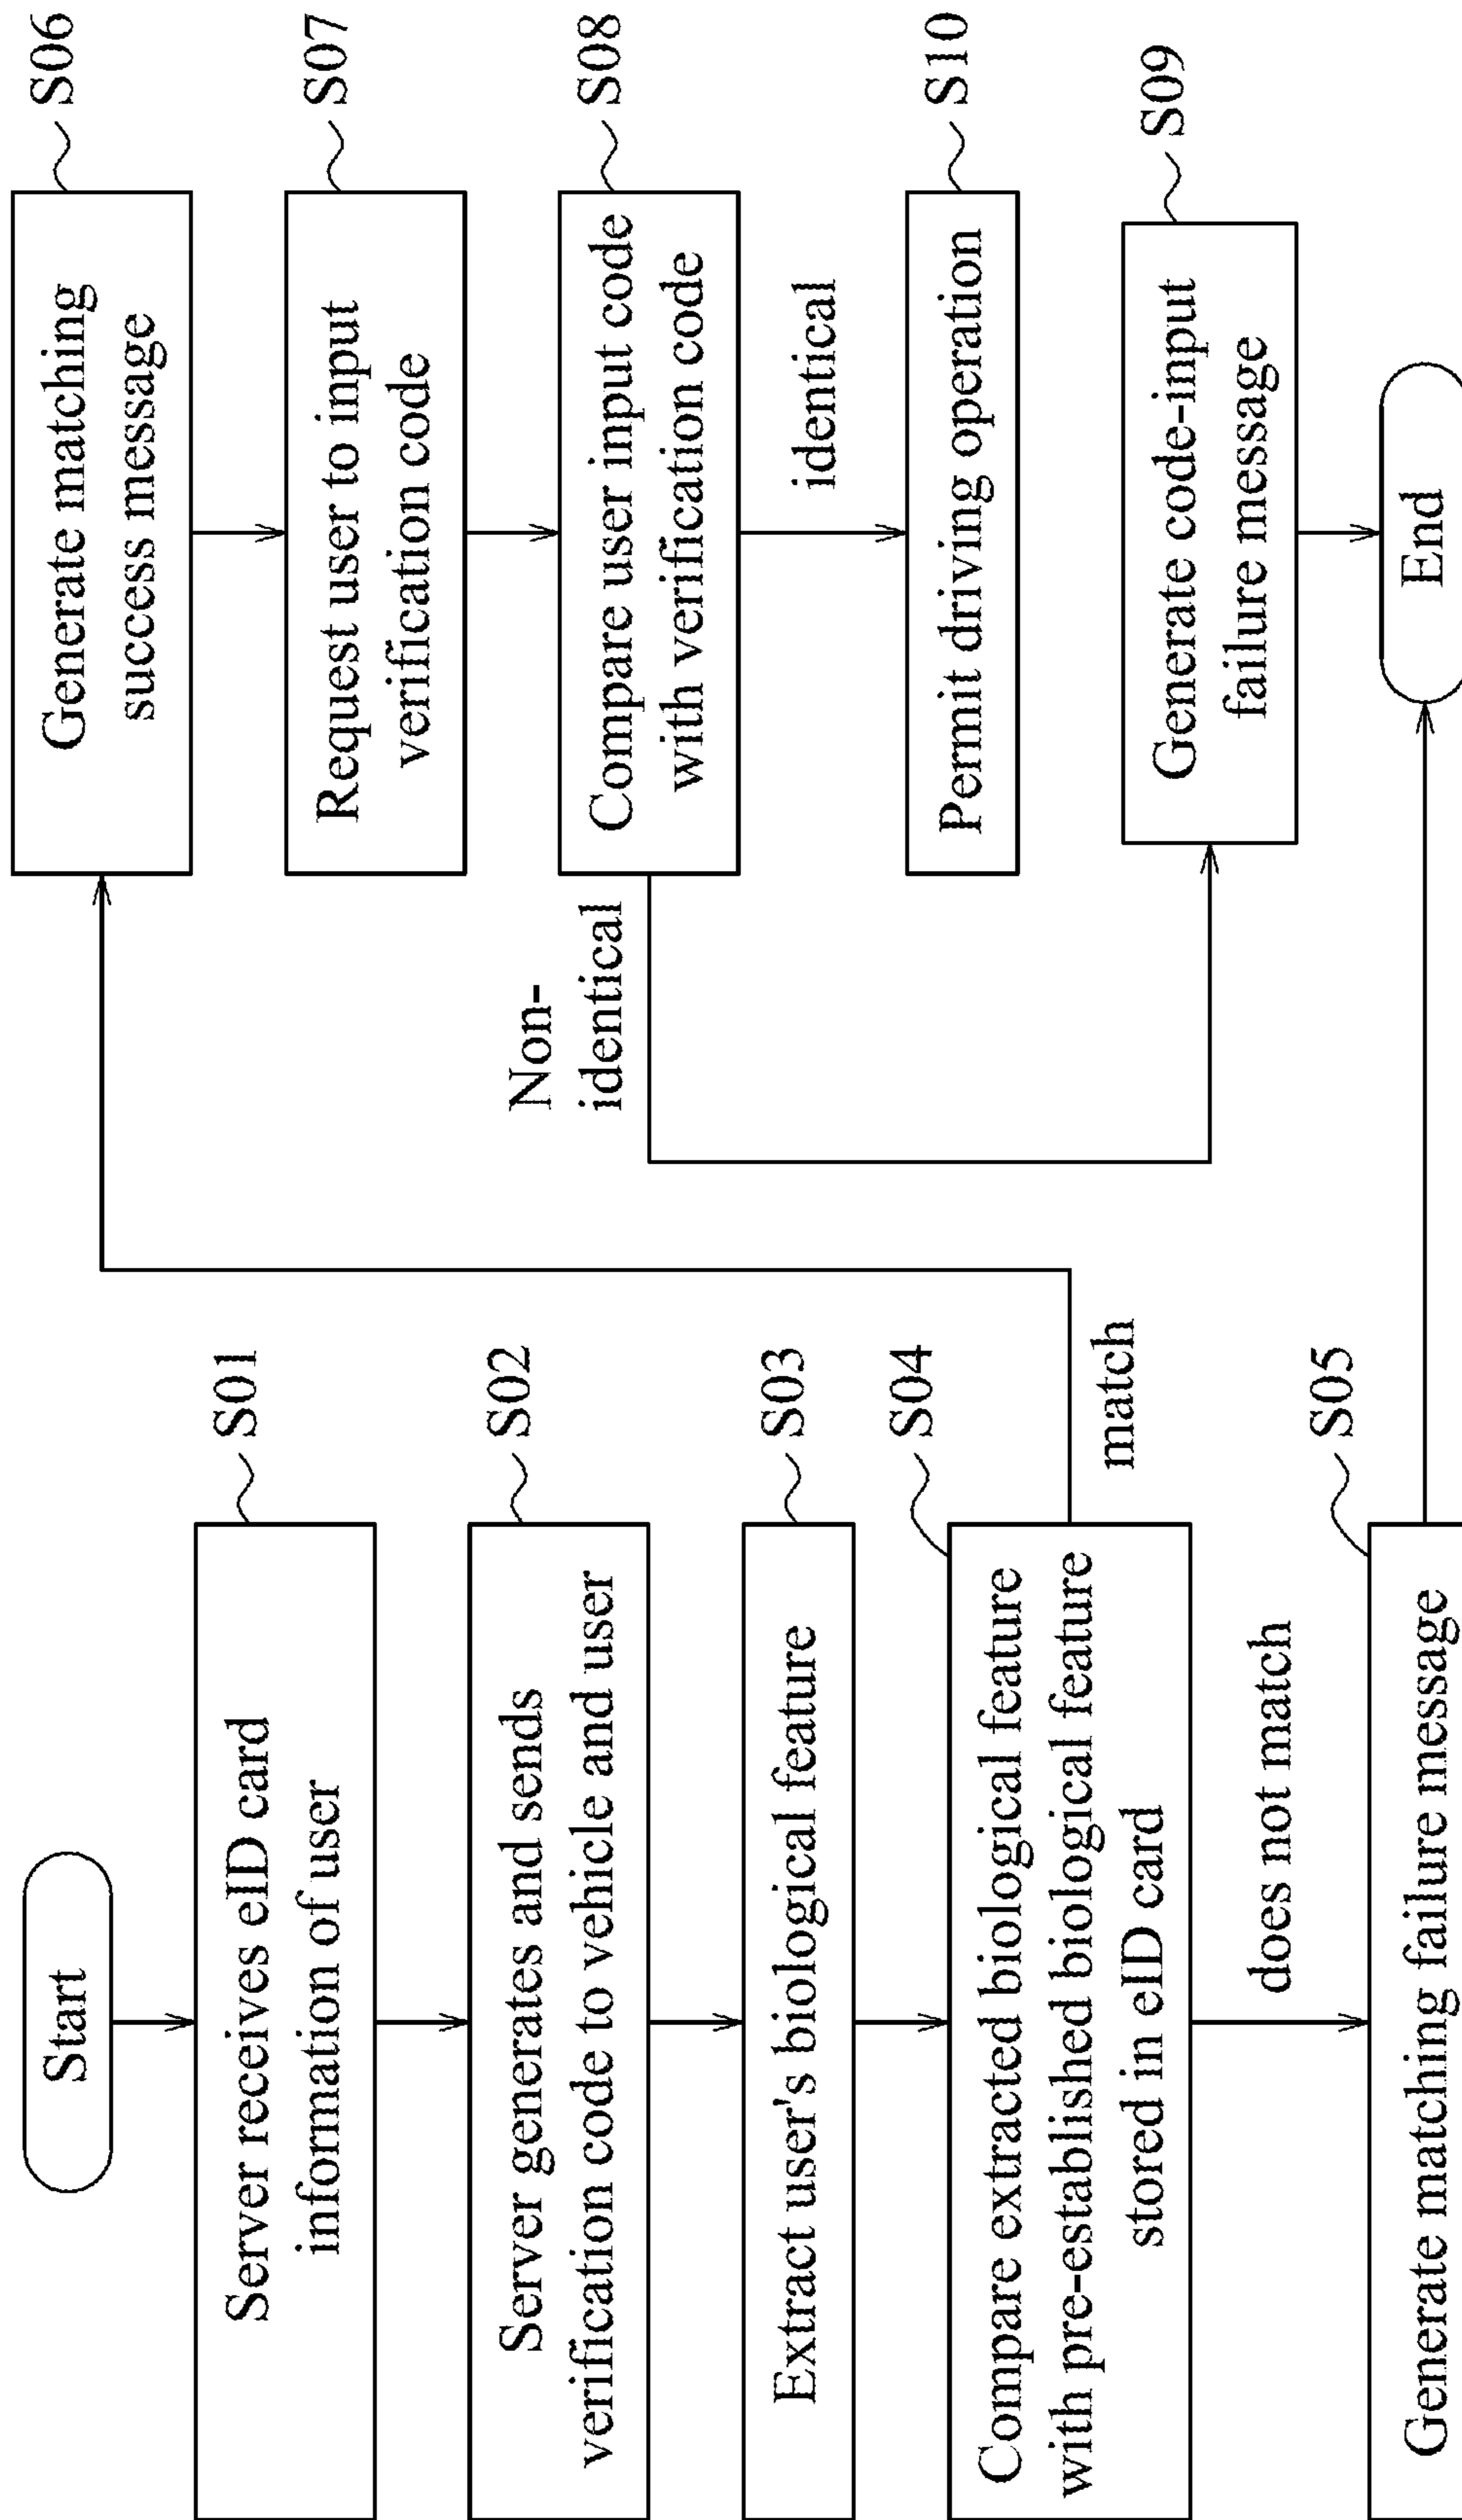 Start
Server receives eID card
information of user
S01
Server generates and sends
verification code to vehicle and user
S02
Extract user's biological feature
S03
Compare extracted biological feature
with pre-established biological feature
stored in eID card
S04
match
does not match
Generate matching failure message
S05
Generate matching
success message
S06
Request user to input
verification code
S07
Compare user input code
with verification code
S08
Non-
identical
identical
Permit driving operation
S10
Generate code-input
failure message
S09
End